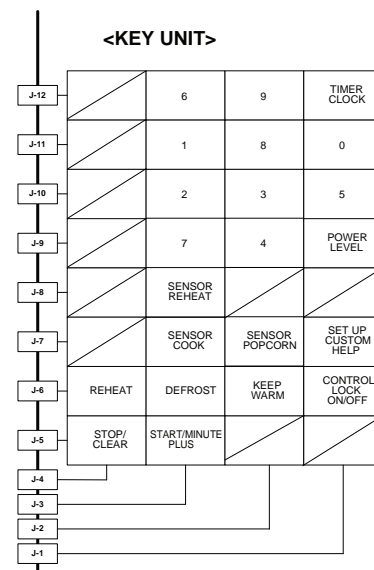 <KEY UNIT>
J-12
6
9
TIMER
CLOCK
J-11
1
8
0
J-10
2
3
5
J-9
7
4
POWER
LEVEL
J-8
SENSOR
REHEAT
J-7
SENSOR
COOK
SENSOR
POPCORN
SET UP
CUSTOM
HELP
J-6
REHEAT
DEFROST
KEEP
WARM
CONTROL
LOCK
ON/OFF
J-5
STOP/
CLEAR
START/MINUTE
PLUS
J-4
J-3
J-2
J-1